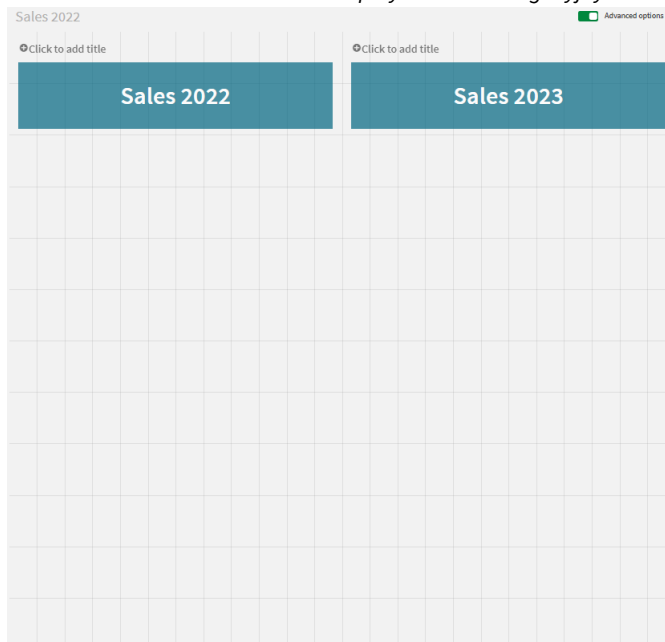 Sales 2022
Advanced options
Click to add title
Click to add title
Sales 2022
Sales 2023